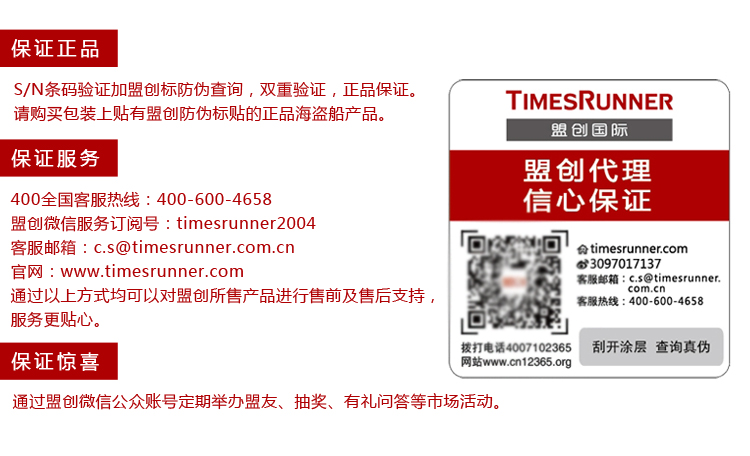 保证正品
S/N条码验证加盟创标防伪查询，双重验证，正品保证。
请购买包装上贴有盟创防伪标贴的正品海盗船产品。
保证服务
400全国客服热线：400-600-4658
盟创微信服务订阅号：timesrunner2004
客服邮箱：c.s@timesrunner.com.cn
官网：www.timesrunner.com
通过以上方式均可以对盟创所售产品进行售前及售后支持，
服务更贴心。
保证惊喜
通过盟创微信公众账号定期举办盟友、抽奖、有礼问答等市场活动。
TIMESRUNNER
盟创国际
盟创代理
信心保证
timesrunner.com
3097017137
客服邮箱：c.s@timesrunner.
com.cn
客服热线：400-600-4658
拨打电话4007102365
网站www.cn12365.org
刮开涂层 查询真伪